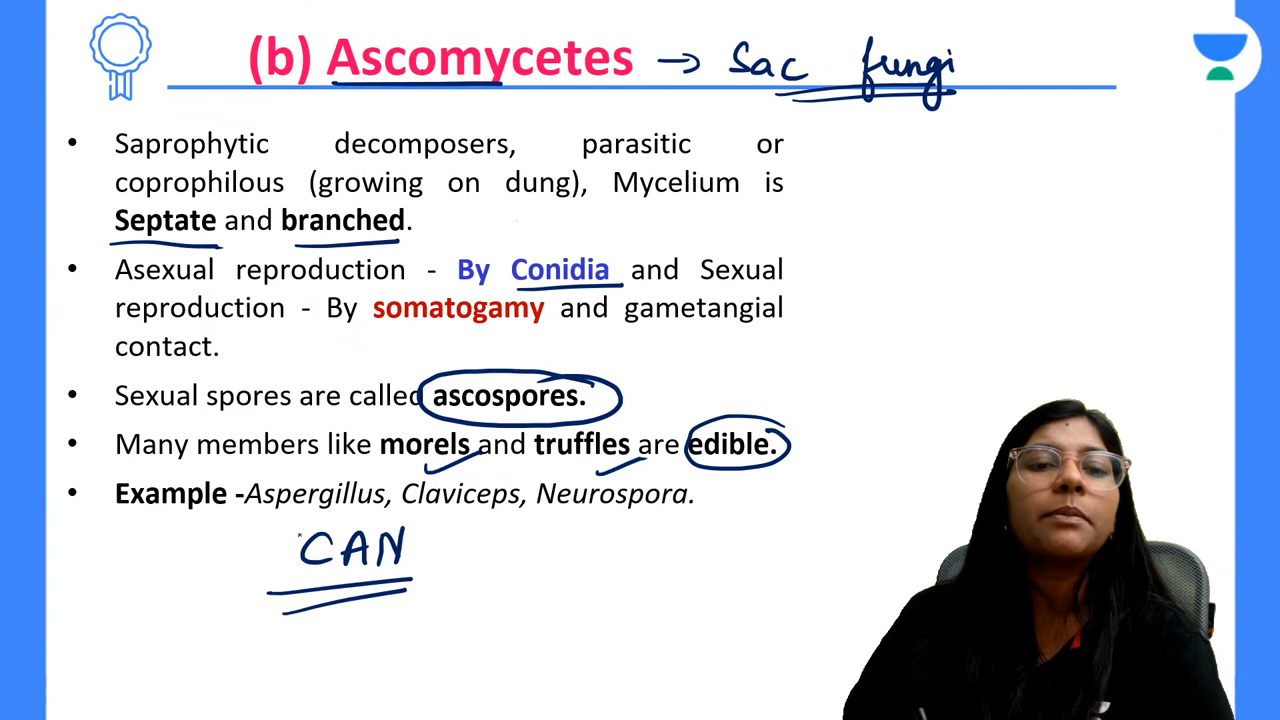 (b) Ascomycetes → Sac fungi
• Saprophytic decomposers, parasitic or
coprophilous (growing on dung), Mycelium is
Septate and branched.
• Asexual reproduction - By Conidia and Sexual
reproduction - By somatogamy and gametangial
contact.
• Sexual spores are called ascospores.
• Many members like morels and truffles are edible.
• Example -Aspergillus, Claviceps, Neurospora.
CAN